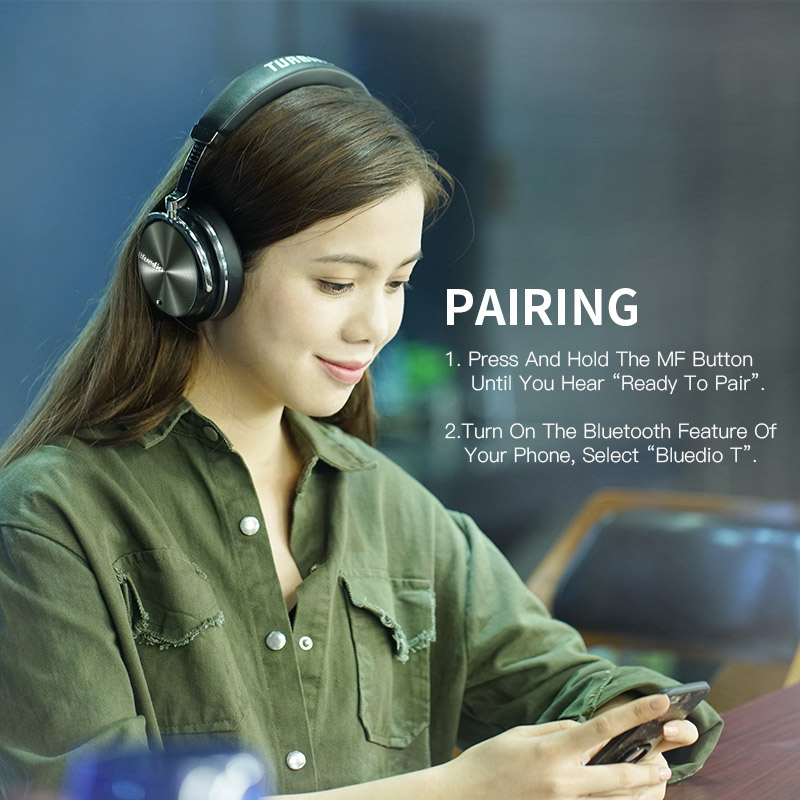 Bluedio
PAIRING
1. Press And Hold The MF Button
Until You Hear “Ready To Pair”.
2.Turn On The Bluetooth Feature Of
Your Phone, Select “Bluedio T”.